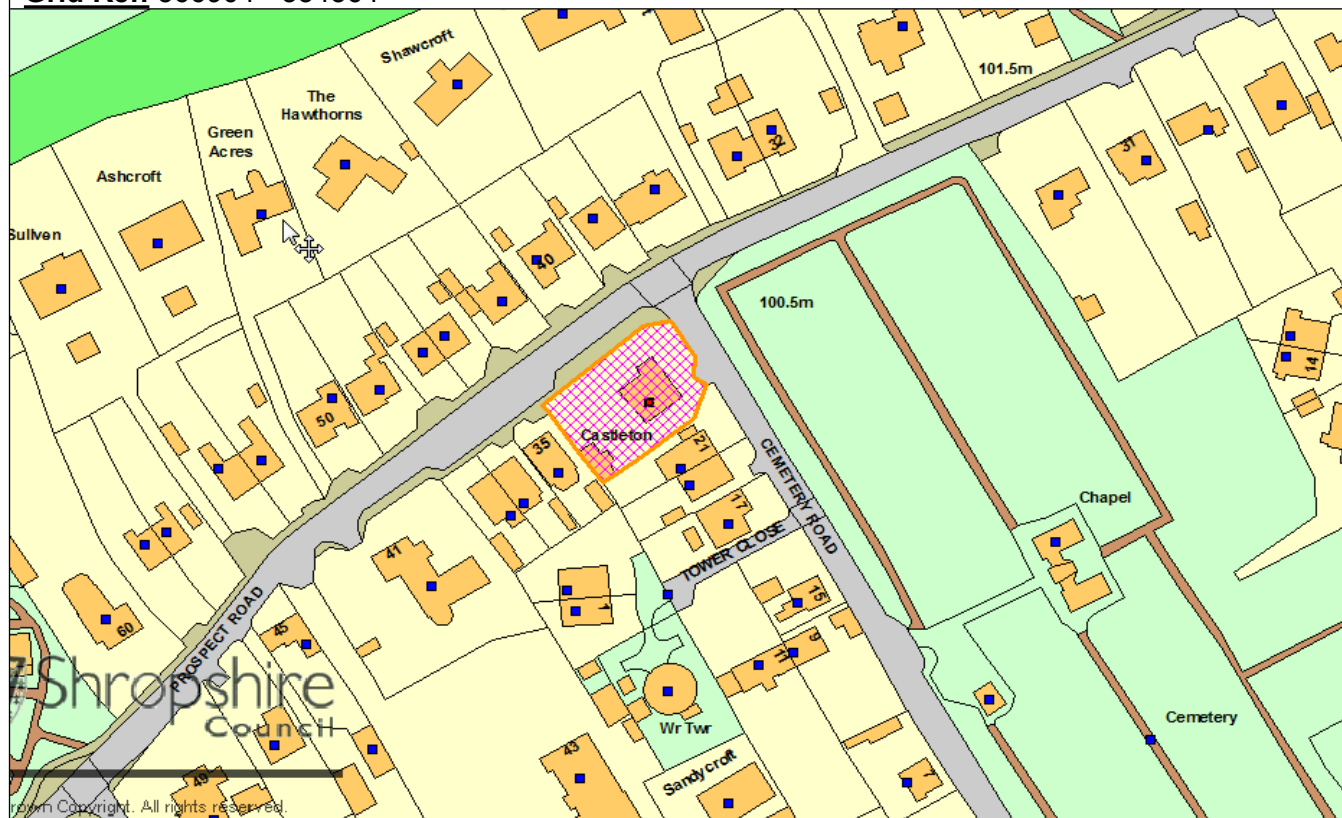 Shawcroft
101.5m
The
Hawthorns
Green
Acres
32
31
Ashcroft
Sullven
40
100.5m
14
50
Castleton
35
21
CEMETERY ROAD
17
Chapel
TOWER CLOSE
41
1
15
9
11
60
45
PROSPECT ROAD
Shropshire
Council
Wr Twr
Cemetery
43
Sandycroft
7
49
rown Copyright. All rights reserved.